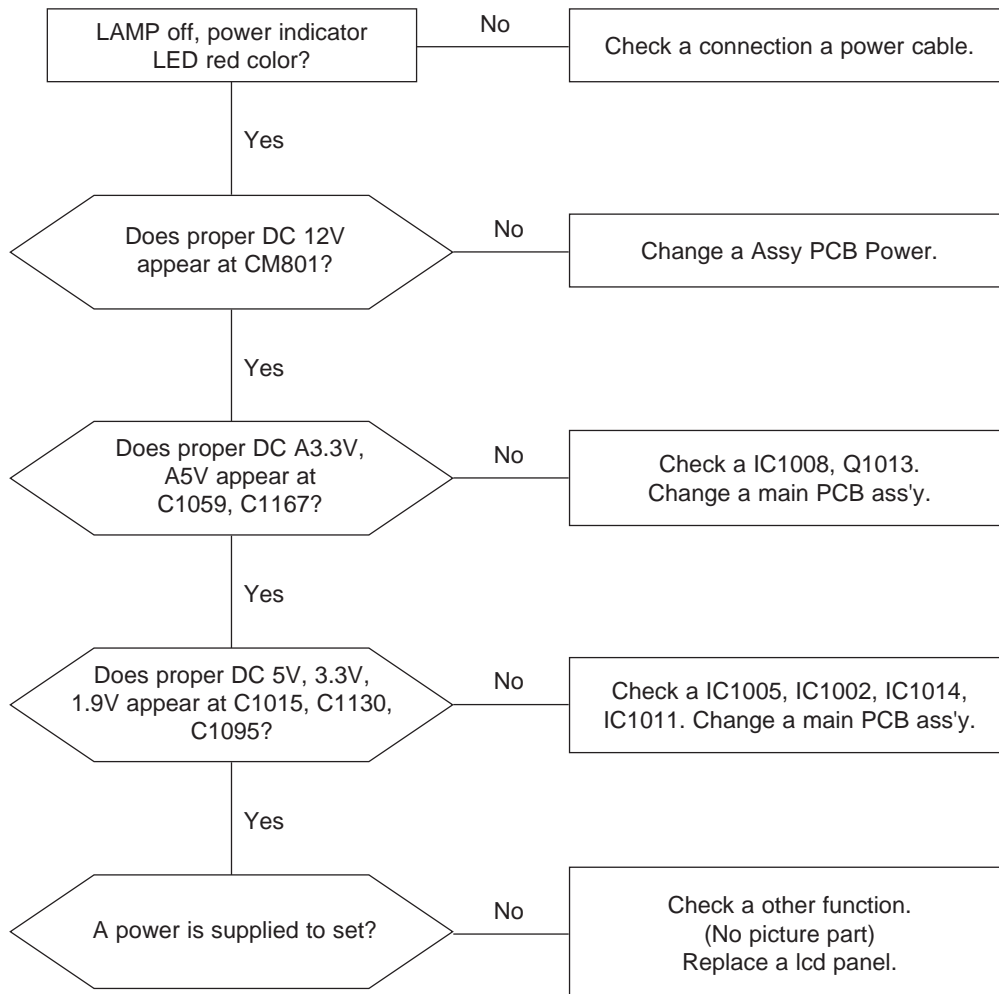 LAMP off, power indicator
LED red color?
No
Check a connection a power cable.
Yes
Does proper DC 12V
appear at CM801?
No
Change a Assy PCB Power.
Yes
Does proper DC A3.3V,
A5V appear at
C1059, C1167?
No
Check a IC1008, Q1013.
Change a main PCB ass'y.
Yes
Does proper DC 5V, 3.3V,
1.9V appear at C1015, C1130,
C1095?
No
Check a IC1005, IC1002, IC1014,
IC1011. Change a main PCB ass'y.
Yes
A power is supplied to set?
No
Check a other function.
(No picture part)
Replace a lcd panel.